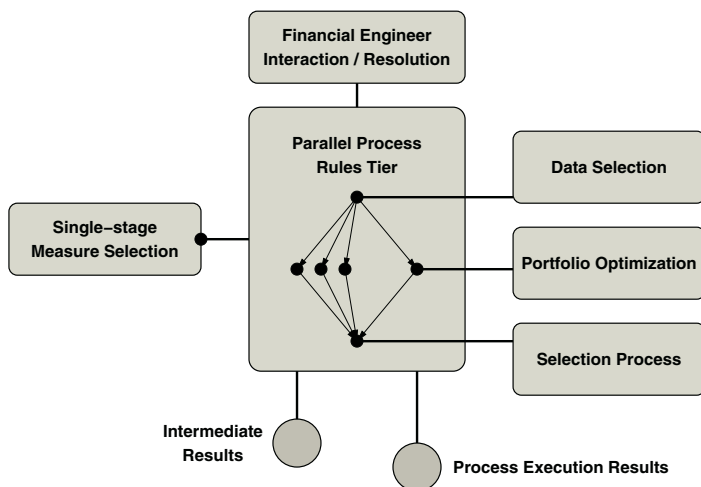 Financial Engineer
Interaction / Resolution
Parallel Process
Rules Tier
Data Selection
Single−stage
Measure Selection
Portfolio Optimization
Selection Process
Intermediate
Results
Process Execution Results